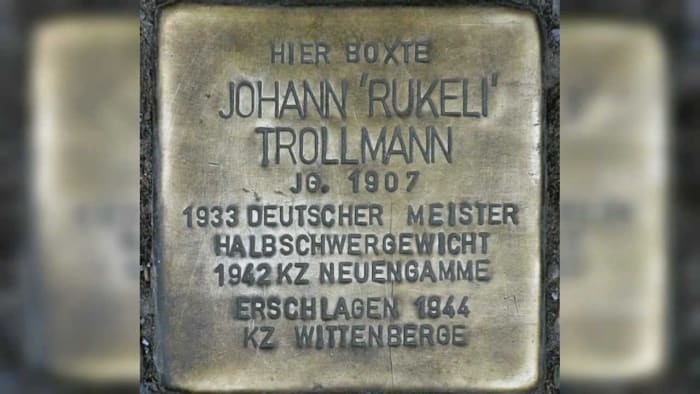 HIER BOXTE
JOHANN 'RUKELI'
TROLLMANN
JG. 1907
1933 DEUTSCHER MEISTER
HALBSCHWERGEWICHT
1942 KZ NEUENGAMME
ERSCHLAGEN 1944
KZ WITTENBERGE